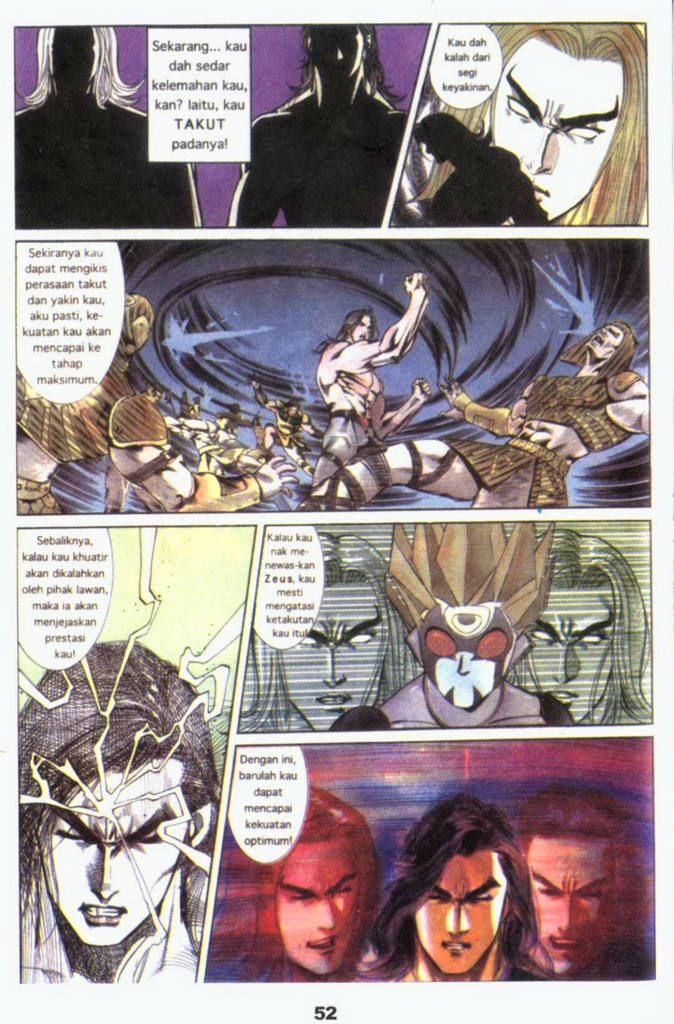 Sekarang... kau
dah sedar
kelemahan kau,
kan? Iaitu, kau
TAKUT
padanya!
Kau dah
kalah dari
segi
keyakinan.
Sekiranya kau
dapat mengikis
perasaan takut
dan yakin kau,
aku pasti, ke-
kuatan kau akan
mencapai ke
tahap
maksimum.
Sebaliknya,
kalau kau khuatir
akan dikalahkan
oleh pihak lawan,
maka ia akan
menjejaskan
prestasi
kau!
Kalau kau
nak me-
newas-kan
Zeus, kau
mesti
mengatasi
ketakutan
kau itu!
Dengan ini,
barulah kau
dapat
mencapai
kekuatan
optimum!
52